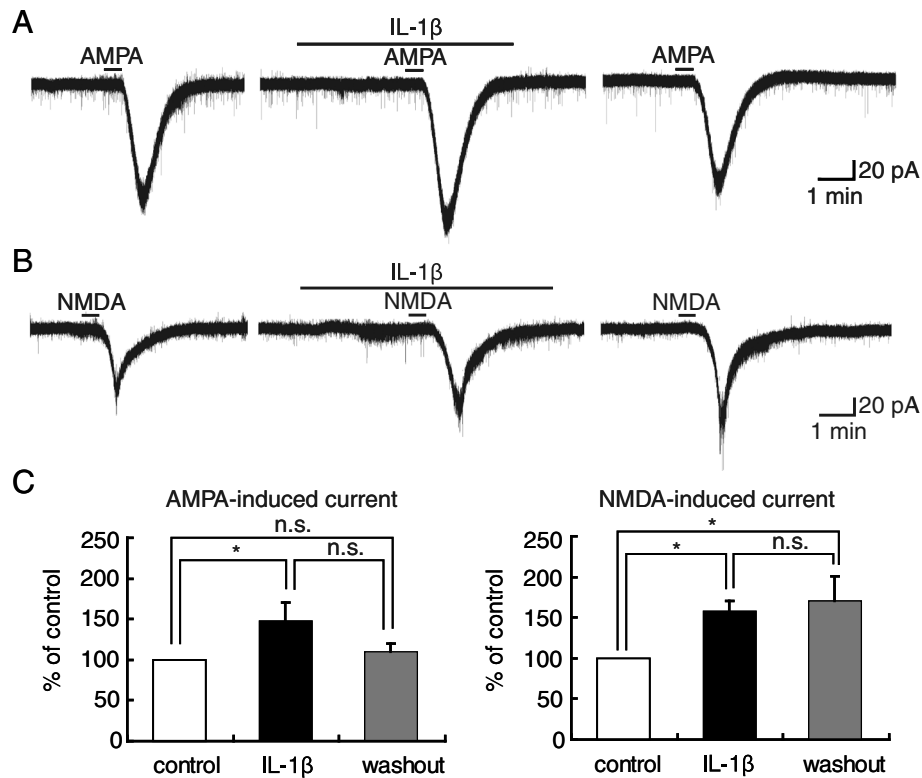 A
IL-1β
AMPA AMPA AMPA
20 pA
1 min
B
IL-1β
NMDA NMDA NMDA
20 pA
1 min
C
AMPA-induced current
n.s.
* n.s.
% of control
250
200
150
100
50
0
control IL-1β washout
NMDA-induced current
*
* n.s.
% of control
250
200
150
100
50
0
control IL-1β washout